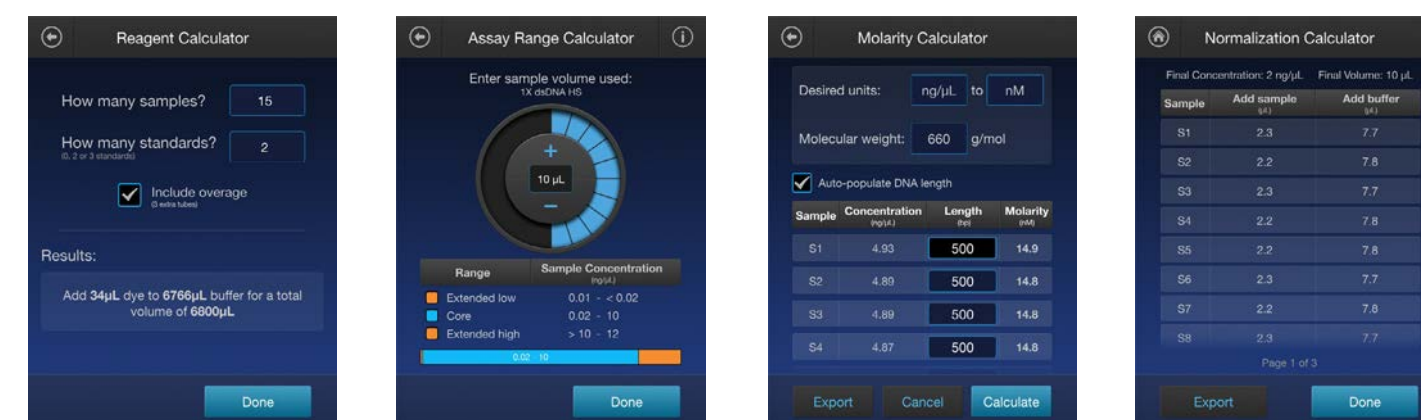 Reagent Calculator
How many samples? 15
How many standards? 2
(0, 2 or 3 standards)
Include overage
(3 extra tubes)
Results:
Add 34µL dye to 6766µL buffer for a total
volume of 6800µL
Done
Assay Range Calculator
Enter sample volume used:
1X dsDNA HS
+
10 µL
−
Range Sample Concentration
(ng/µL)
Extended low 0.01 - < 0.02
Core 0.02 - 10
Extended high > 10 - 12
0.02 - 10
Done
Molarity Calculator
Desired units: ng/µL to nM
Molecular weight: 660 g/mol
Auto-populate DNA length
Sample Concentration Length Molarity
(ng/µL) (bp) (nM)
S1 4.93 500 14.9
S2 4.89 500 14.8
S3 4.89 500 14.8
S4 4.87 500 14.8
Export Cancel Calculate
Normalization Calculator
Final Concentration: 2 ng/µL Final Volume: 10 µL
Sample Add sample Add buffer
(µL) (µL)
S1 2.3 7.7
S2 2.2 7.8
S3 2.3 7.7
S4 2.2 7.8
S5 2.2 7.8
S6 2.3 7.7
S7 2.2 7.8
S8 2.3 7.7
Page 1 of 3
Export Done